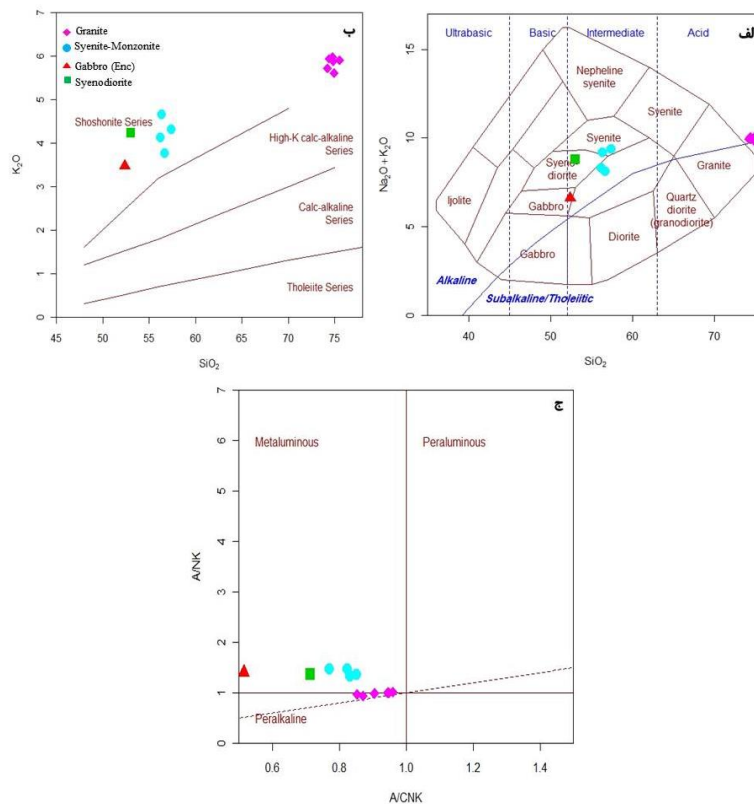 ب
Granite
Syenite-Monzonite
Gabbro (Enc)
Syenodiorite
Shoshonite Series
High-K calc-alkaline
Series
Calc-alkaline
Series
Tholeiite Series
K₂O
0 1 2 3 4 5 6 7
45 50 55 60 65 70 75
SiO₂
الف
Ultrabasic Basic Intermediate Acid
Nepheline
syenite
Syenite
Syenite
Syeno-
diorite
Granite
Ijolite
Gabbro
Quartz
diorite
(granodiorite)
Diorite
Gabbro
Alkaline
Subalkaline/Tholeiitic
Na₂O + K₂O
0 5 10 15
40 50 60 70
SiO₂
ج
Metaluminous
Peraluminous
Peralkaline
A/NK
0 1 2 3 4 5 6 7
0.6 0.8 1.0 1.2 1.4
A/CNK